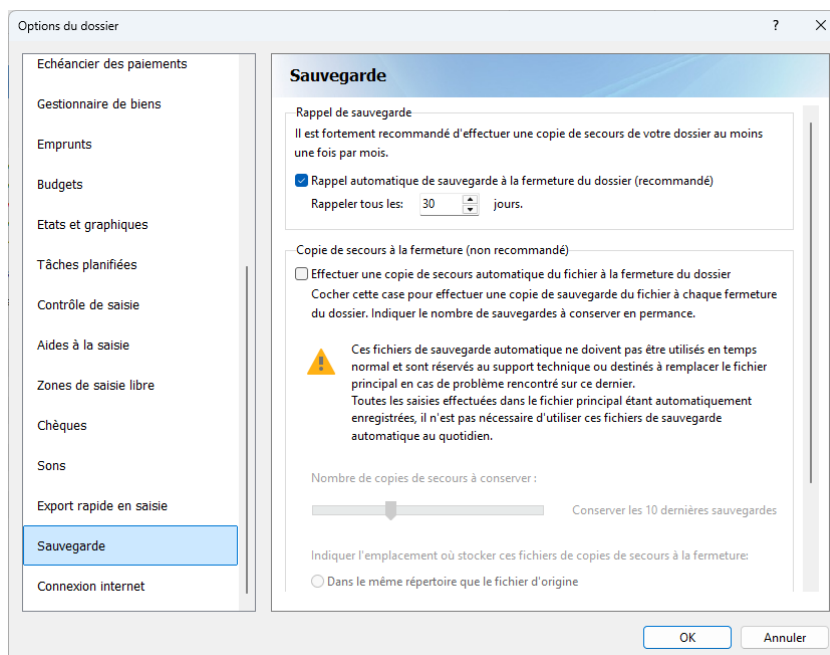 Options du dossier
?
Echéancier des paiements
Gestionnaire de biens
Emprunts
Budgets
Etats et graphiques
Tâches planifiées
Contrôle de saisie
Aides à la saisie
Zones de saisie libre
Chèques
Sons
Export rapide en saisie
Sauvegarde
Connexion internet
Sauvegarde
Rappel de sauvegarde
Il est fortement recommandé d'effectuer une copie de secours de votre dossier au moins
une fois par mois.
Rappel automatique de sauvegarde à la fermeture du dossier (recommandé)
Rappeler tous les: 30 jours.
Copie de secours à la fermeture (non recommandé)
Effectuer une copie de secours automatique du fichier à la fermeture du dossier
Cocher cette case pour effectuer une copie de sauvegarde du fichier à chaque fermeture
du dossier. Indiquer le nombre de sauvegardes à conserver en permance.
Ces fichiers de sauvegarde automatique ne doivent pas être utilisés en temps
normal et sont réservés au support technique ou destinés à remplacer le fichier
principal en cas de problème rencontré sur ce dernier.
Toutes les saisies effectuées dans le fichier principal étant automatiquement
enregistrées, il n'est pas nécessaire d'utiliser ces fichiers de sauvegarde
automatique au quotidien.
Nombre de copies de secours à conserver :
Conserver les 10 dernières sauvegardes
Indiquer l'emplacement où stocker ces fichiers de copies de secours à la fermeture:
Dans le même répertoire que le fichier d'origine
OK
Annuler